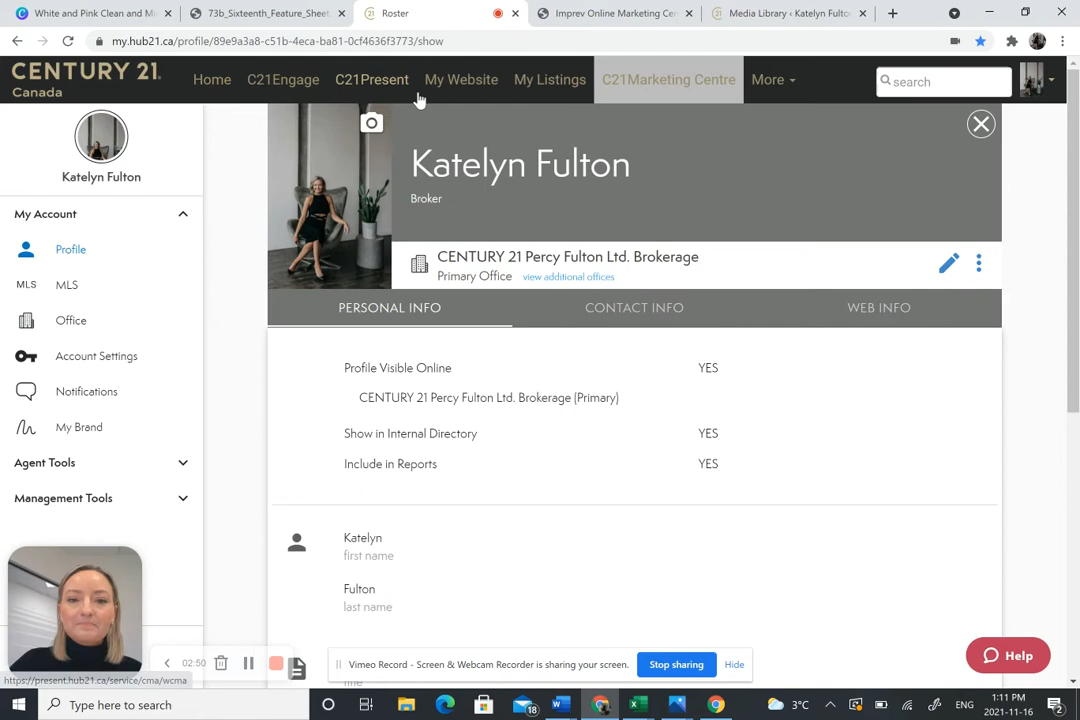 White and Pink Clean and Mi
73b_Sixteenth_Feature_Sheet.
Roster
Imprev Online Marketing Cen
Media Library ‹ Katelyn Fulton
my.hub21.ca/profile/89e9a3a8-c51b-4eca-ba81-0cf4636f3773/show
CENTURY 21.
Canada
Home
C21Engage
C21Present
My Website
My Listings
C21Marketing Centre
More
search
Katelyn Fulton
My Account
Profile
MLS
MLS
Office
Account Settings
Notifications
My Brand
Agent Tools
Management Tools
Katelyn Fulton
Broker
CENTURY 21 Percy Fulton Ltd. Brokerage
Primary Office view additional offices
PERSONAL INFO
CONTACT INFO
WEB INFO
Profile Visible Online YES
CENTURY 21 Percy Fulton Ltd. Brokerage (Primary)
Show in Internal Directory YES
Include in Reports YES
Katelyn
first name
Fulton
last name
title
02:50
Vimeo Record - Screen & Webcam Recorder is sharing your screen.
Stop sharing
Hide
Help
https://present.hub21.ca/service/cma/wcma
Type here to search
18
3°C
ENG
1:11 PM
2021-11-16
2